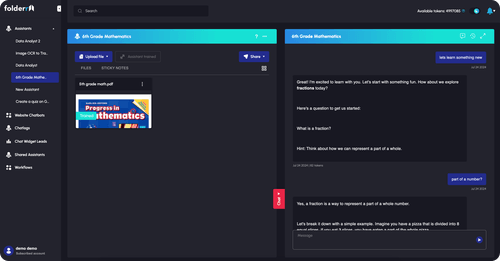 folderr
Search
Available tokens: 4977083
Assistants
Data Analyst 2
Image OCR to Tra...
Data Analyst
6th Grade Mathe...
New Assistant
Create a quiz on G...
Website Chatbots
Chatlogs
Chat Widget Leads
Shared Assistants
Workflows
demo demo
Subscribed account
6th Grade Mathematics
Upload file
Assistant trained
Share
FILES
STICKY NOTES
6th grade math.pdf
Progress in
Mathematics
Trained
Chat
6th Grade Mathematics
lets learn something new
Great! I'm excited to learn with you. Let's start with something fun. How about we explore
fractions today?
Here's a question to get us started:
What is a fraction?
Hint: Think about how we can represent a part of a whole.
part of a number?
Yes, a fraction is a way to represent a part of a whole number.
Let's break it down with a simple example. Imagine you have a pizza that is divided into 8
Message